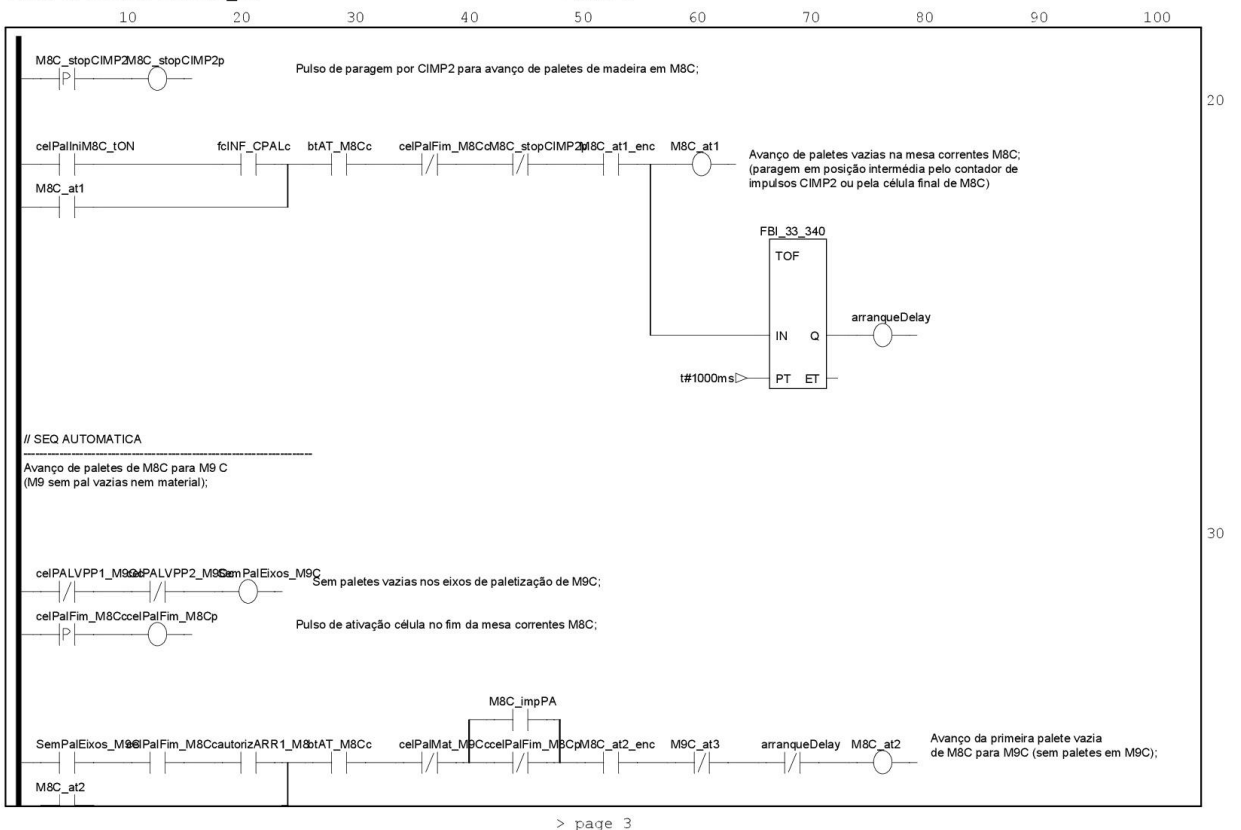 10 20 30 40 50 60 70 80 90 100
M8C_stopCIMP2 M8C_stopCIMP2p
P
Pulso de paragem por CIMP2 para avanço de paletes de madeira em M8C;
20
celPalIniM8C_tON fcINF_CPALc btAT_M8Cc celPalFim_M8Cc M8C_stopCIMP2p M8C_at1_enc M8C_at1
Avanço de paletes vazias na mesa correntes M8C;
(paragem em posição intermédia pelo contador de
impulsos CIMP2 ou pela célula final de M8C)
M8C_at1
FBI_33_340
TOF
arranqueDelay
IN Q
t#1000ms PT ET
// SEQ AUTOMATICA
Avanço de paletes de M8C para M9 C
(M9 sem pal vazias nem material);
30
celPALVPP1_M9Cc celPALVPP2_M9Cc SemPalEixos_M9C
Sem paletes vazias nos eixos de paletização de M9C;
celPalFim_M8Cc celPalFim_M8Cp
P
Pulso de ativação célula no fim da mesa correntes M8C;
M8C_impPA
SemPalEixos_M9C celPalFim_M8Cc autorizARR1_M8 btAT_M8Cc celPalMat_M9Cc celPalFim_M8Cp M8C_at2_enc M9C_at3 arranqueDelay M8C_at2
Avanço da primeira palete vazia
de M8C para M9C (sem paletes em M9C);
M8C_at2
> page 3